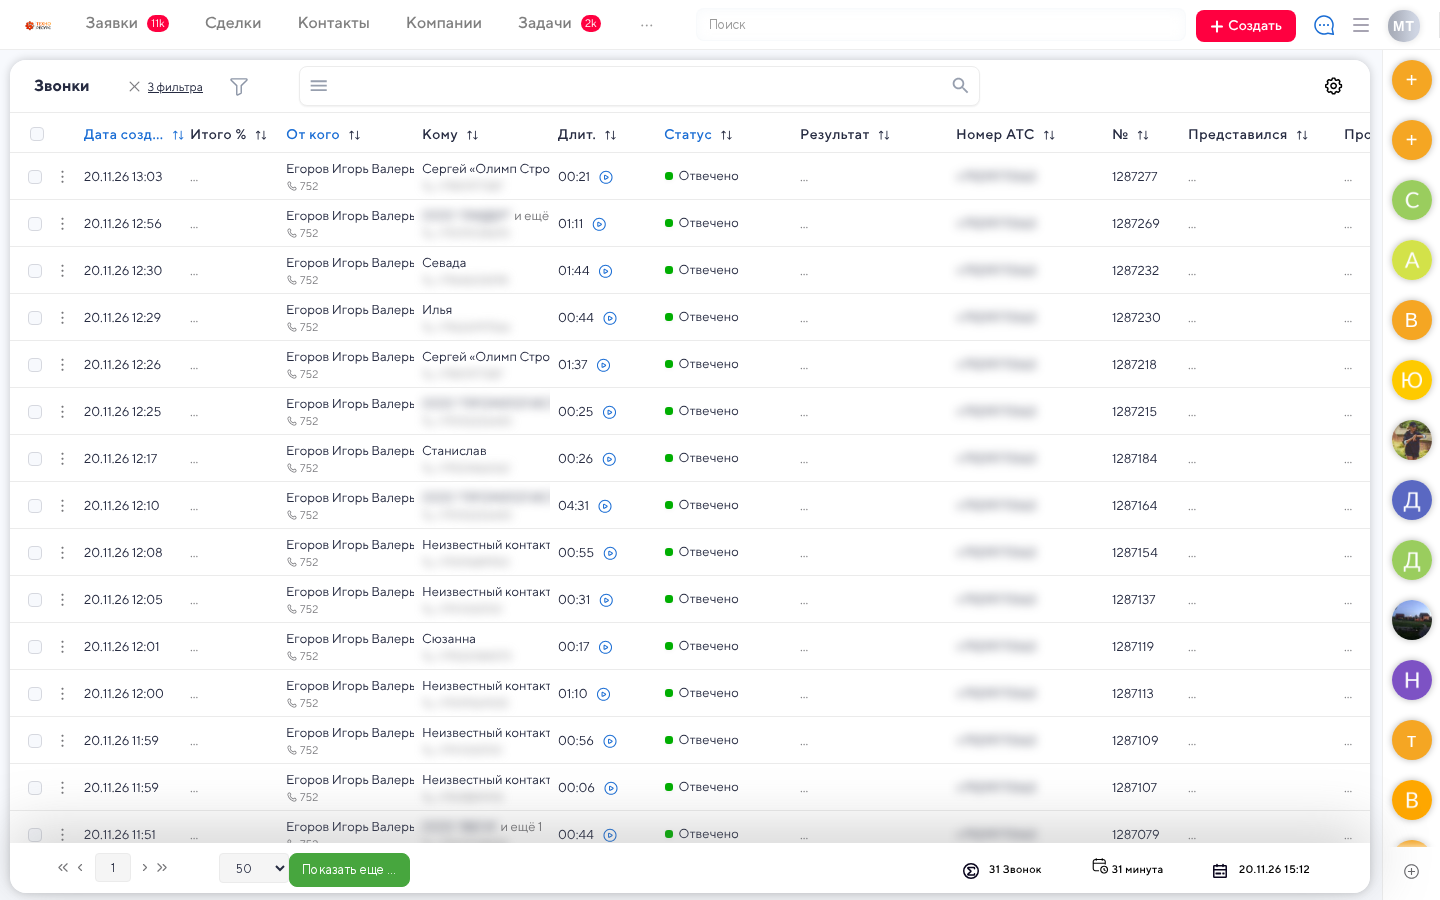 Заявки 11k Сделки Контакты Компании Задачи 2k ... Поиск + Создать МТ
Звонки 3 фильтра
Дата созд... Итого % От кого Кому Длит. Статус Результат Номер АТС № Представился
20.11.26 13:03 ... Егоров Игорь Валерь Сергей «Олимп Стро 00:21 Отвечено ... 1287277 ... ...
752
20.11.26 12:56 ... Егоров Игорь Валерь и ещё 01:11 Отвечено ... 1287269 ... ...
752
20.11.26 12:30 ... Егоров Игорь Валерь Севада 01:44 Отвечено ... 1287232 ... ...
752
20.11.26 12:29 ... Егоров Игорь Валерь Илья 00:44 Отвечено ... 1287230 ... ...
752
20.11.26 12:26 ... Егоров Игорь Валерь Сергей «Олимп Стро 01:37 Отвечено ... 1287218 ... ...
752
20.11.26 12:25 ... Егоров Игорь Валерь 00:25 Отвечено ... 1287215 ... ...
752
20.11.26 12:17 ... Егоров Игорь Валерь Станислав 00:26 Отвечено ... 1287184 ... ...
752
20.11.26 12:10 ... Егоров Игорь Валерь 04:31 Отвечено ... 1287164 ... ...
752
20.11.26 12:08 ... Егоров Игорь Валерь Неизвестный контакт 00:55 Отвечено ... 1287154 ... ...
752
20.11.26 12:05 ... Егоров Игорь Валерь Неизвестный контакт 00:31 Отвечено ... 1287137 ... ...
752
20.11.26 12:01 ... Егоров Игорь Валерь Сюзанна 00:17 Отвечено ... 1287119 ... ...
752
20.11.26 12:00 ... Егоров Игорь Валерь Неизвестный контакт 01:10 Отвечено ... 1287113 ... ...
752
20.11.26 11:59 ... Егоров Игорь Валерь Неизвестный контакт 00:56 Отвечено ... 1287109 ... ...
752
20.11.26 11:59 ... Егоров Игорь Валерь Неизвестный контакт 00:06 Отвечено ... 1287107 ... ...
752
20.11.26 11:51 ... Егоров Игорь Валерь и ещё 1 00:44 Отвечено ... 1287079 ... ...
1 50 Показать еще ... 31 Звонок 31 минута 20.11.26 15:12
+
+
С
А
В
Ю
Д
Д
Н
т
В